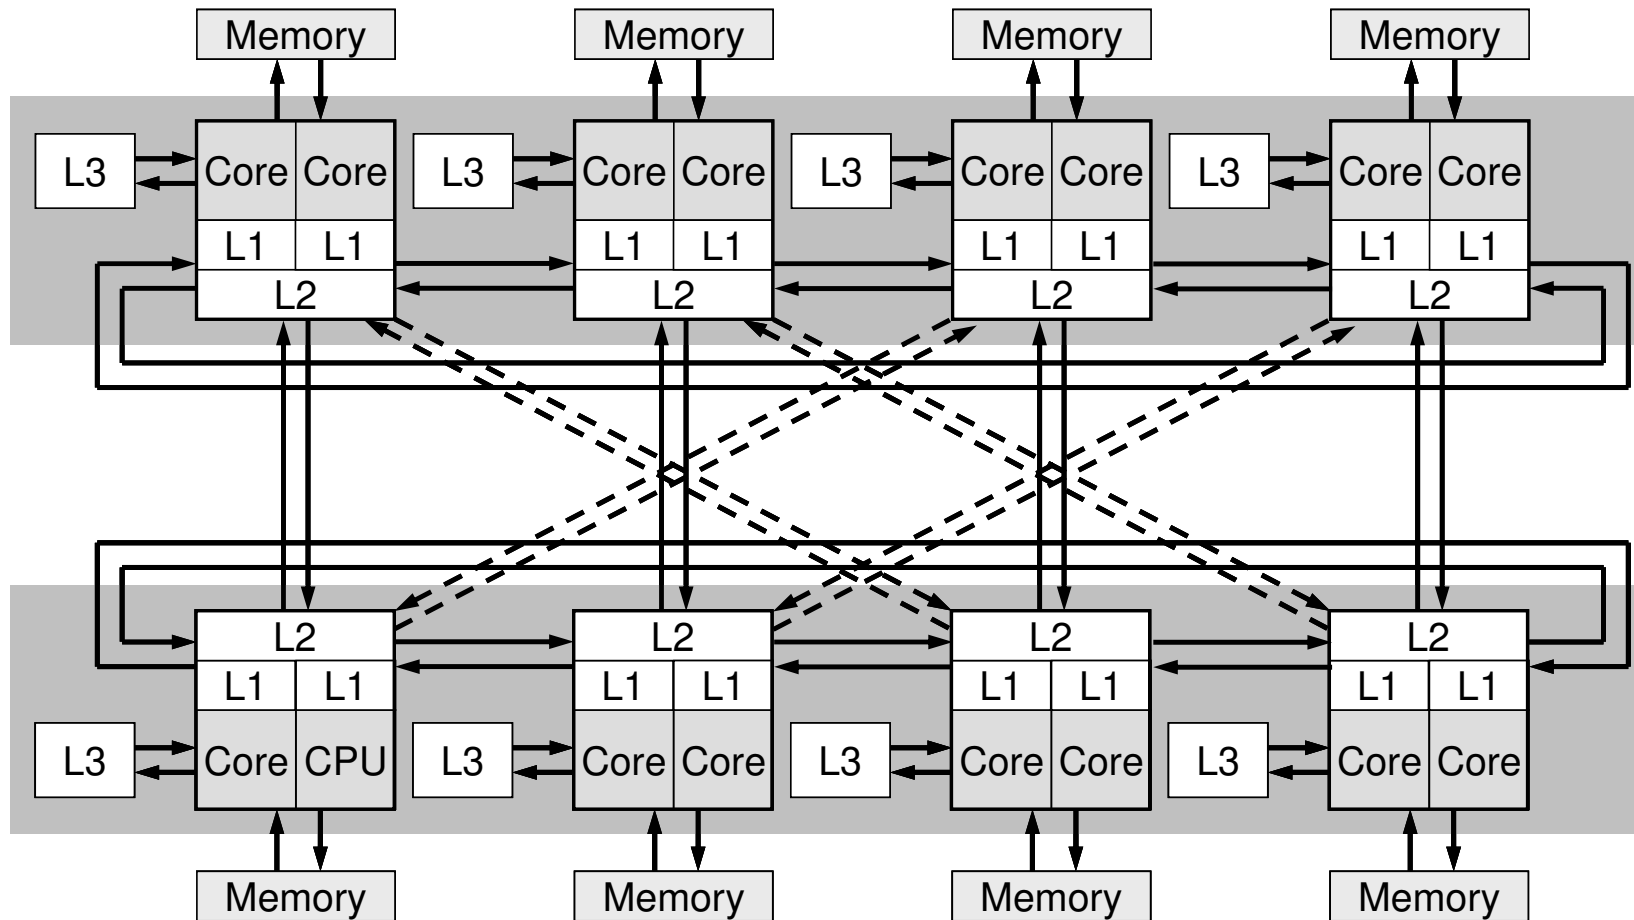 Memory Memory Memory Memory
L3 Core Core L3 Core Core L3 Core Core L3 Core Core
L1 L1 L1 L1 L1 L1 L1 L1
L2 L2 L2 L2
L2 L2 L2 L2
L1 L1 L1 L1 L1 L1 L1 L1
L3 Core CPU L3 Core Core L3 Core Core L3 Core Core
Memory Memory Memory Memory